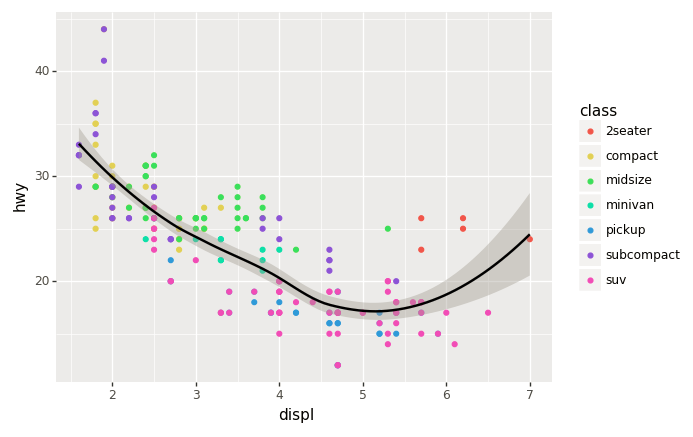 40
30
20
hwy
2
3
4
5
6
7
displ
class
2seater
compact
midsize
minivan
pickup
subcompact
suv